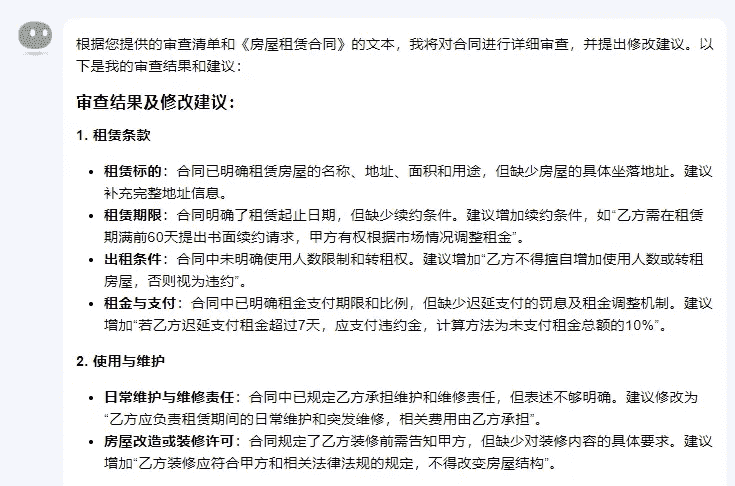 根据您提供的审查清单和《房屋租赁合同》的文本，我将对合同进行详细审查，并提出修改建议。以
下是我的审查结果和建议：
审查结果及修改建议：
1. 租赁条款
• 租赁标的：合同已明确租赁房屋的名称、地址、面积和用途，但缺少房屋的具体坐落地址。建议
补充完整地址信息。
• 租赁期限：合同明确了租赁起止日期，但缺少续约条件。建议增加续约条件，如“乙方需在租赁
期满前60天提出书面续约请求，甲方有权根据市场情况调整租金”。
• 出租条件：合同中未明确使用人数限制和转租权。建议增加“乙方不得擅自增加使用人数或转租
房屋，否则视为违约”。
• 租金与支付：合同中已明确租金支付期限和比例，但缺少迟延支付的罚息及租金调整机制。建议
增加“若乙方迟延支付租金超过7天，应支付违约金，计算方法为未支付租金总额的10%”。
2. 使用与维护
• 日常维护与维修责任：合同中已规定乙方承担维护和维修责任，但表述不够明确。建议修改为
“乙方应负责租赁期间的日常维护和突发维修，相关费用由乙方承担”。
• 房屋改造或装修许可：合同规定了乙方装修前需告知甲方，但缺少对装修内容的具体要求。建议
增加“乙方装修应符合甲方和相关法律法规的规定，不得改变房屋结构”。